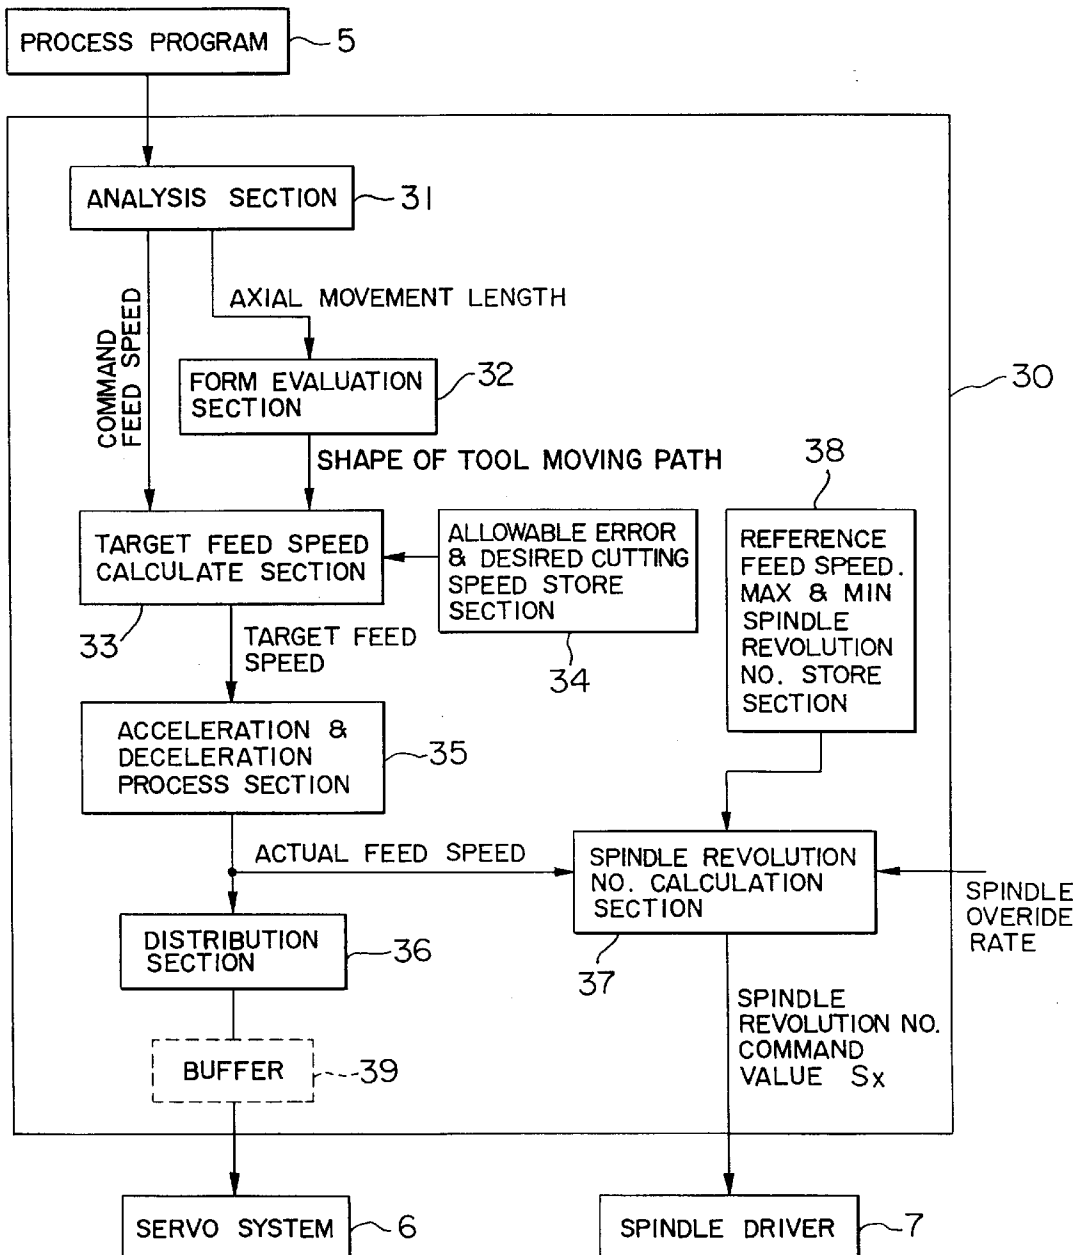 PROCESS PROGRAM
5
ANALYSIS SECTION
31
COMMAND
FEED SPEED
AXIAL MOVEMENT LENGTH
FORM EVALUATION
SECTION
32
30
SHAPE OF TOOL MOVING PATH
38
TARGET FEED SPEED
CALCULATE SECTION
33
ALLOWABLE ERROR
& DESIRED CUTTING
SPEED STORE
SECTION
34
REFERENCE
FEED SPEED.
MAX & MIN
SPINDLE
REVOLUTION
NO. STORE
SECTION
TARGET FEED
SPEED
ACCELERATION &
DECELERATION
PROCESS SECTION
35
ACTUAL FEED SPEED
SPINDLE REVOLUTION
NO. CALCULATION
SECTION
37
SPINDLE
OVERIDE
RATE
DISTRIBUTION
SECTION
36
BUFFER
39
SPINDLE
REVOLUTION NO.
COMMAND
VALUE Sx
SERVO SYSTEM
6
SPINDLE DRIVER
7